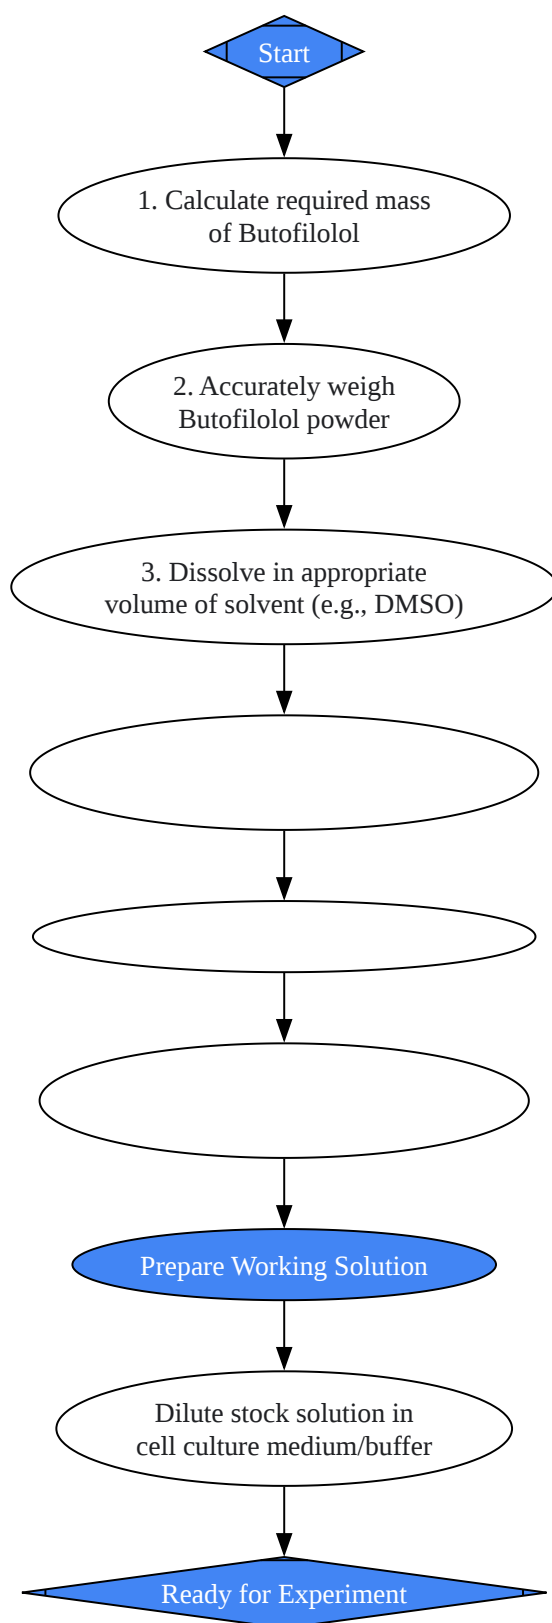 Start
1. Calculate required mass
of Butofilolol
2. Accurately weigh
Butofilolol powder
3. Dissolve in appropriate
volume of solvent (e.g., DMSO)
Prepare Working Solution
Dilute stock solution in
cell culture medium/buffer
Ready for Experiment